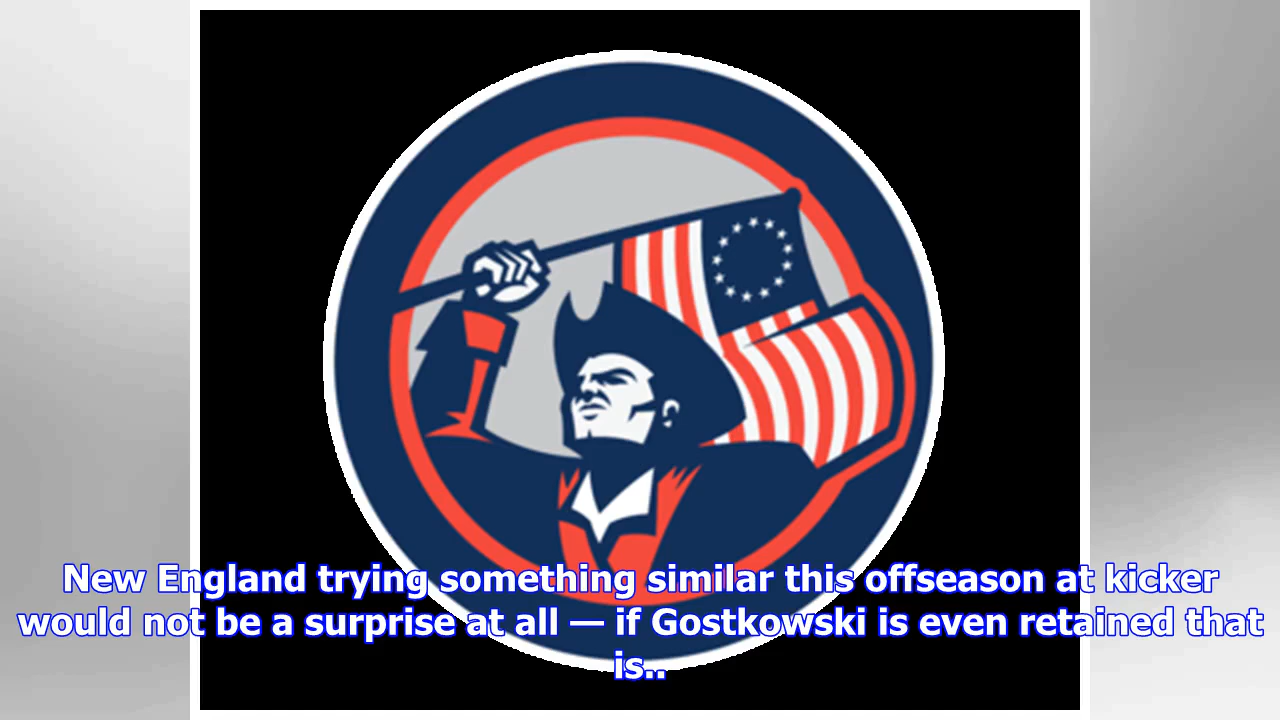 New England trying something similar this offseason at kicker
would not be a surprise at all — if Gostkowski is even retained that
is..